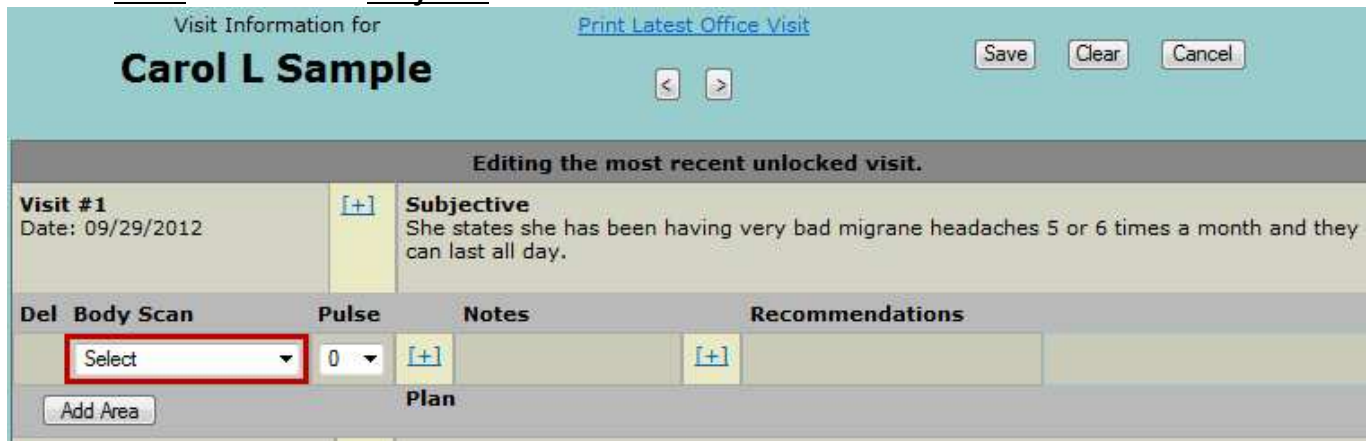 Visit Information for
Carol L Sample
Print Latest Office Visit
< >
Save Clear Cancel
Editing the most recent unlocked visit.
Visit #1
Date: 09/29/2012
[+]
Subjective
She states she has been having very bad migrane headaches 5 or 6 times a month and they
can last all day.
Del Body Scan Pulse Notes Recommendations
Select 0 [+] [+]
Add Area Plan